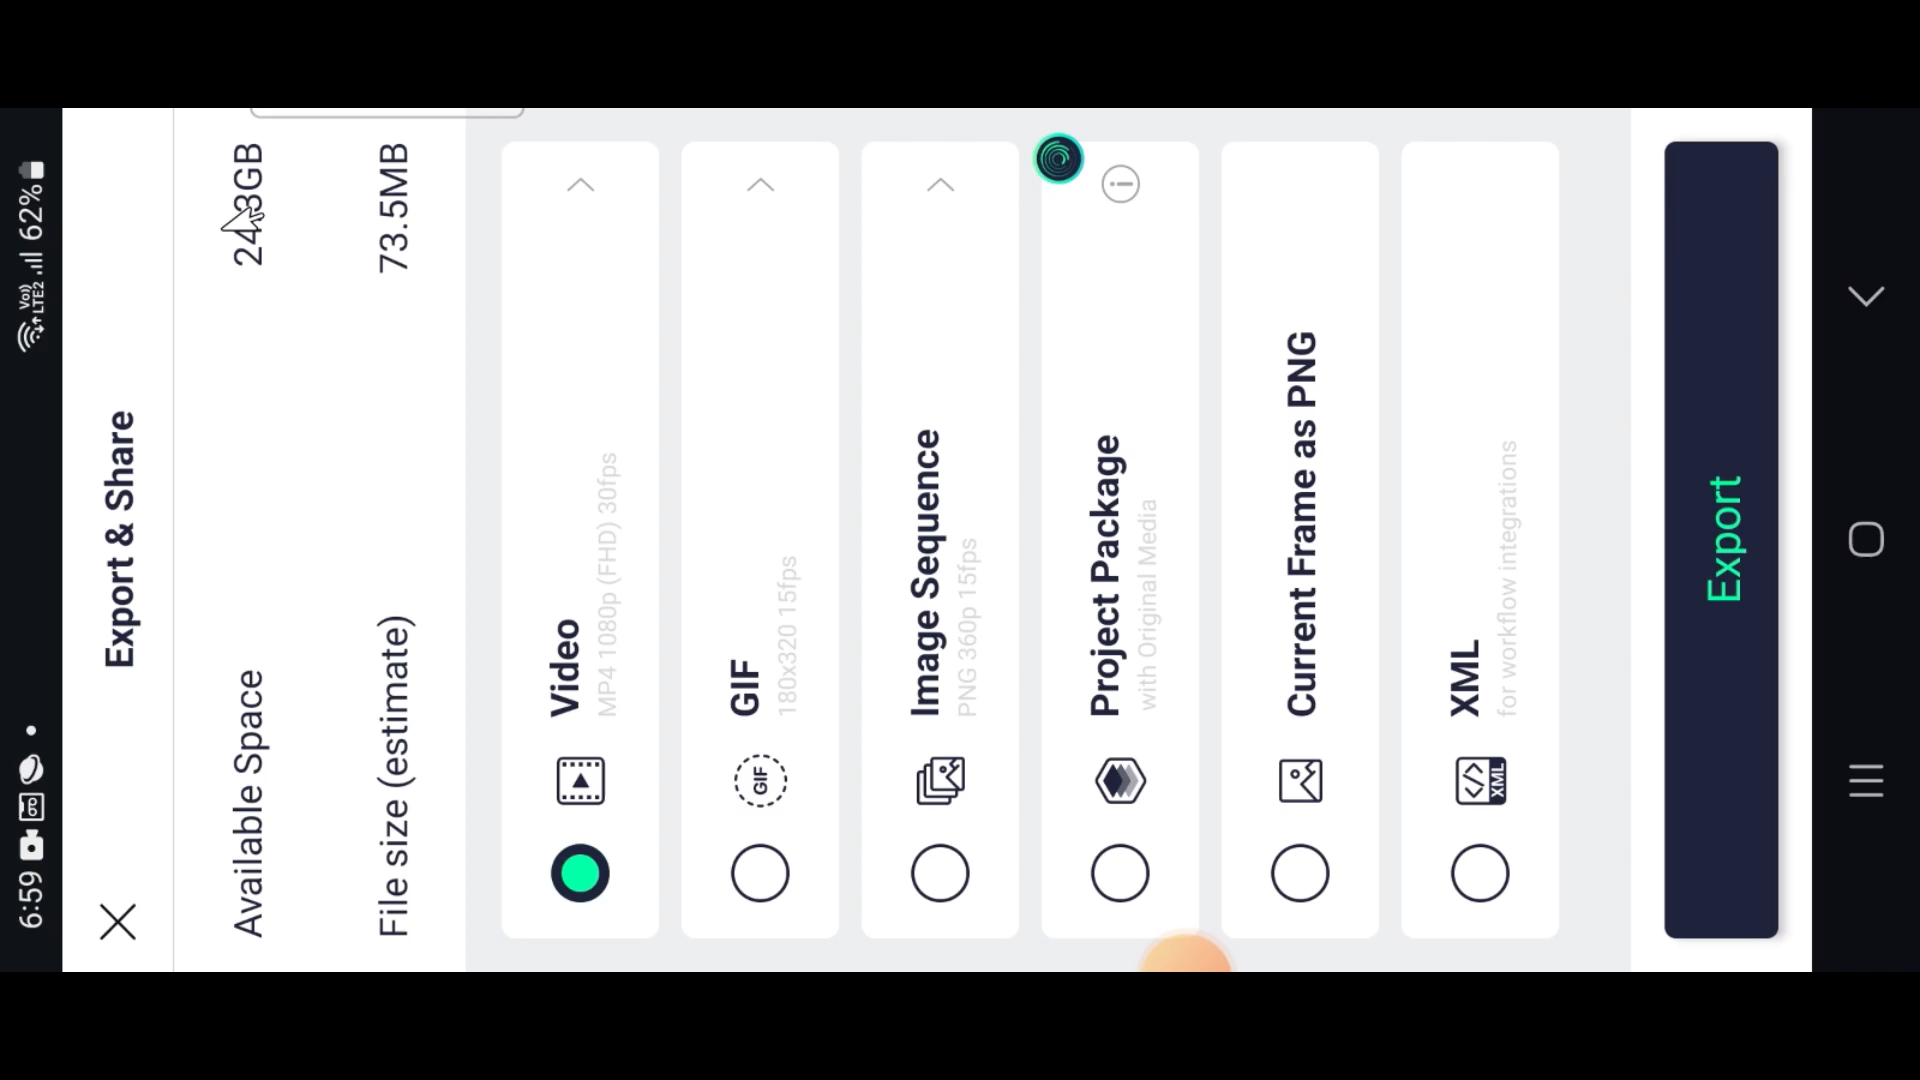 6:59
Vo)) LTE2 62%
Export & Share
Available Space 24.3GB
File size (estimate) 73.5MB
Video
MP4 1080p (FHD) 30fps
GIF
GIF
180x320 15fps
Image Sequence
PNG 360p 15fps
Project Package
with Original Media
Current Frame as PNG
XML
XML
for workflow integrations
Export